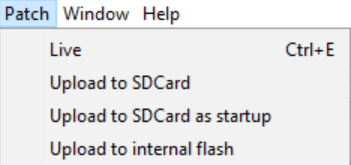 Patch Window Help
Live Ctrl+E
Upload to SDCard
Upload to SDCard as startup
Upload to internal flash